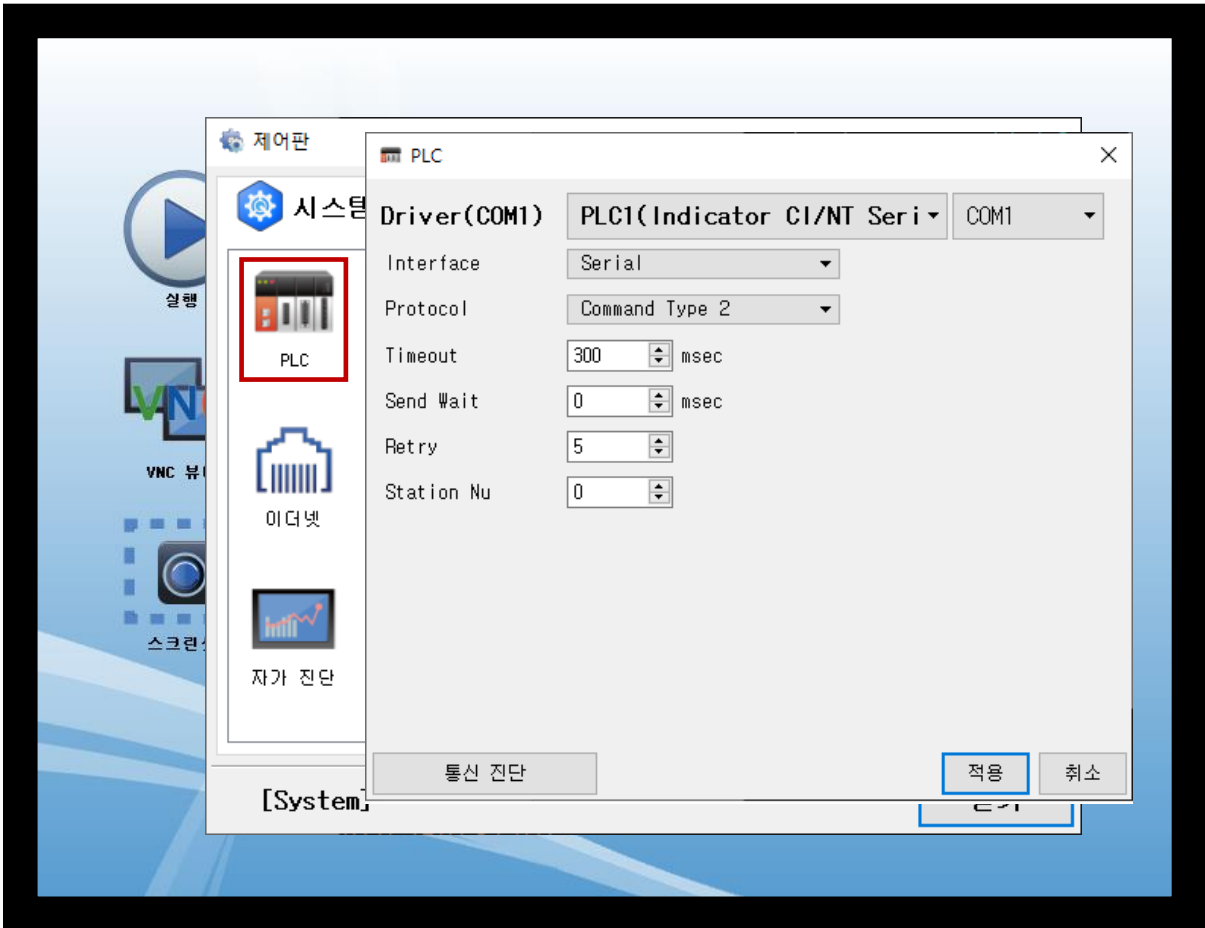 제어판
PLC
시스템
Driver(COM1) PLC1(Indicator CI/NT Seri COM1
Interface Serial
Protocol Command Type 2
Timeout 300 msec
Send Wait 0 msec
Retry 5
Station Nu 0
실행
PLC
VNC
이더넷
스크린
자가 진단
통신 진단 적용 취소
[System]